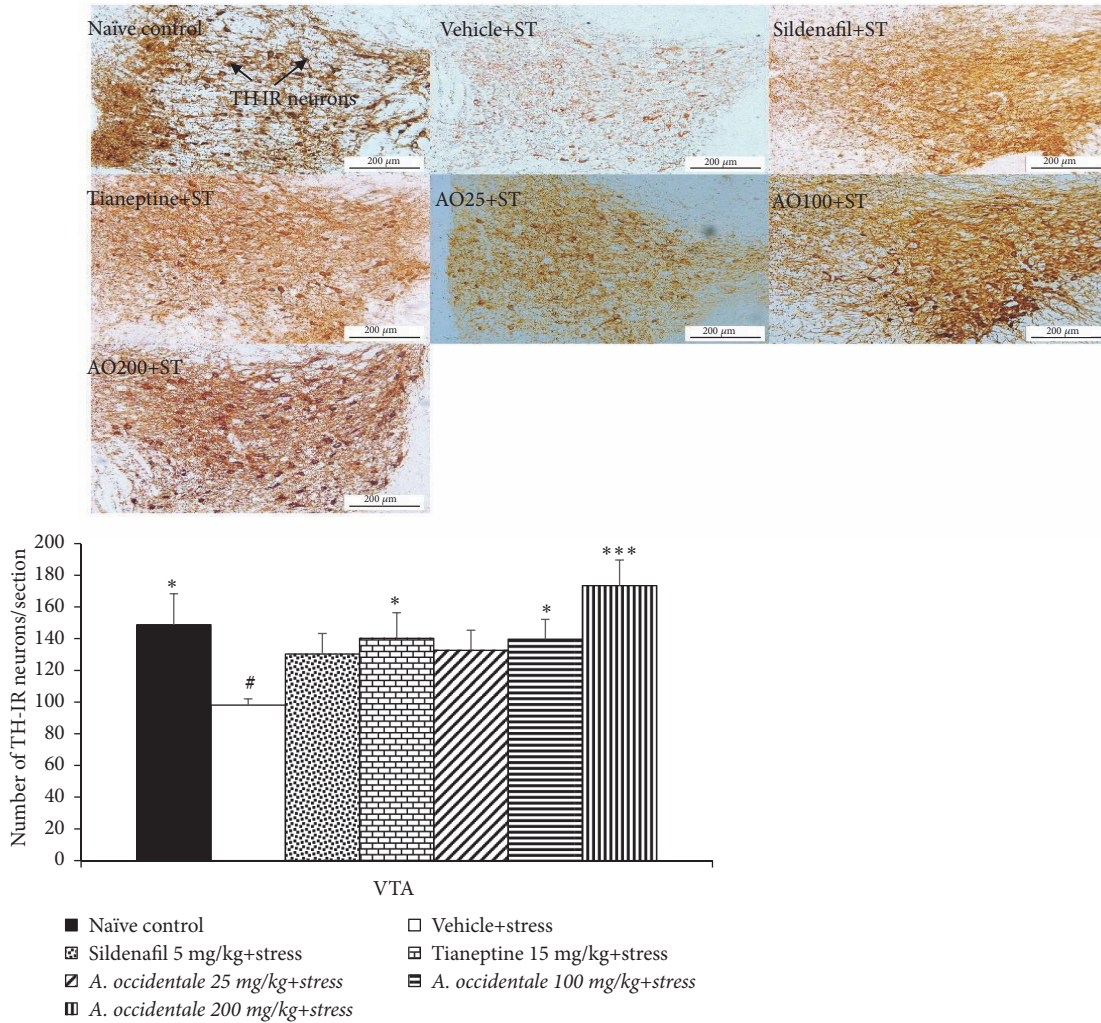 Naïve control
Vehicle+ST
Sildenafil+ST
TH-IR neurons
200 µm
200 µm
200 µm
Tianeptine+ST
AO25+ST
AO100+ST
200 µm
200 µm
200 µm
AO200+ST
200 µm
Number of TH-IR neurons/section
200
180
160
140
120
100
80
60
40
20
0
*
#
*
*
***
VTA
Naïve control
Vehicle+stress
Sildenafil 5 mg/kg+stress
Tianeptine 15 mg/kg+stress
A. occidentale 25 mg/kg+stress
A. occidentale 100 mg/kg+stress
A. occidentale 200 mg/kg+stress